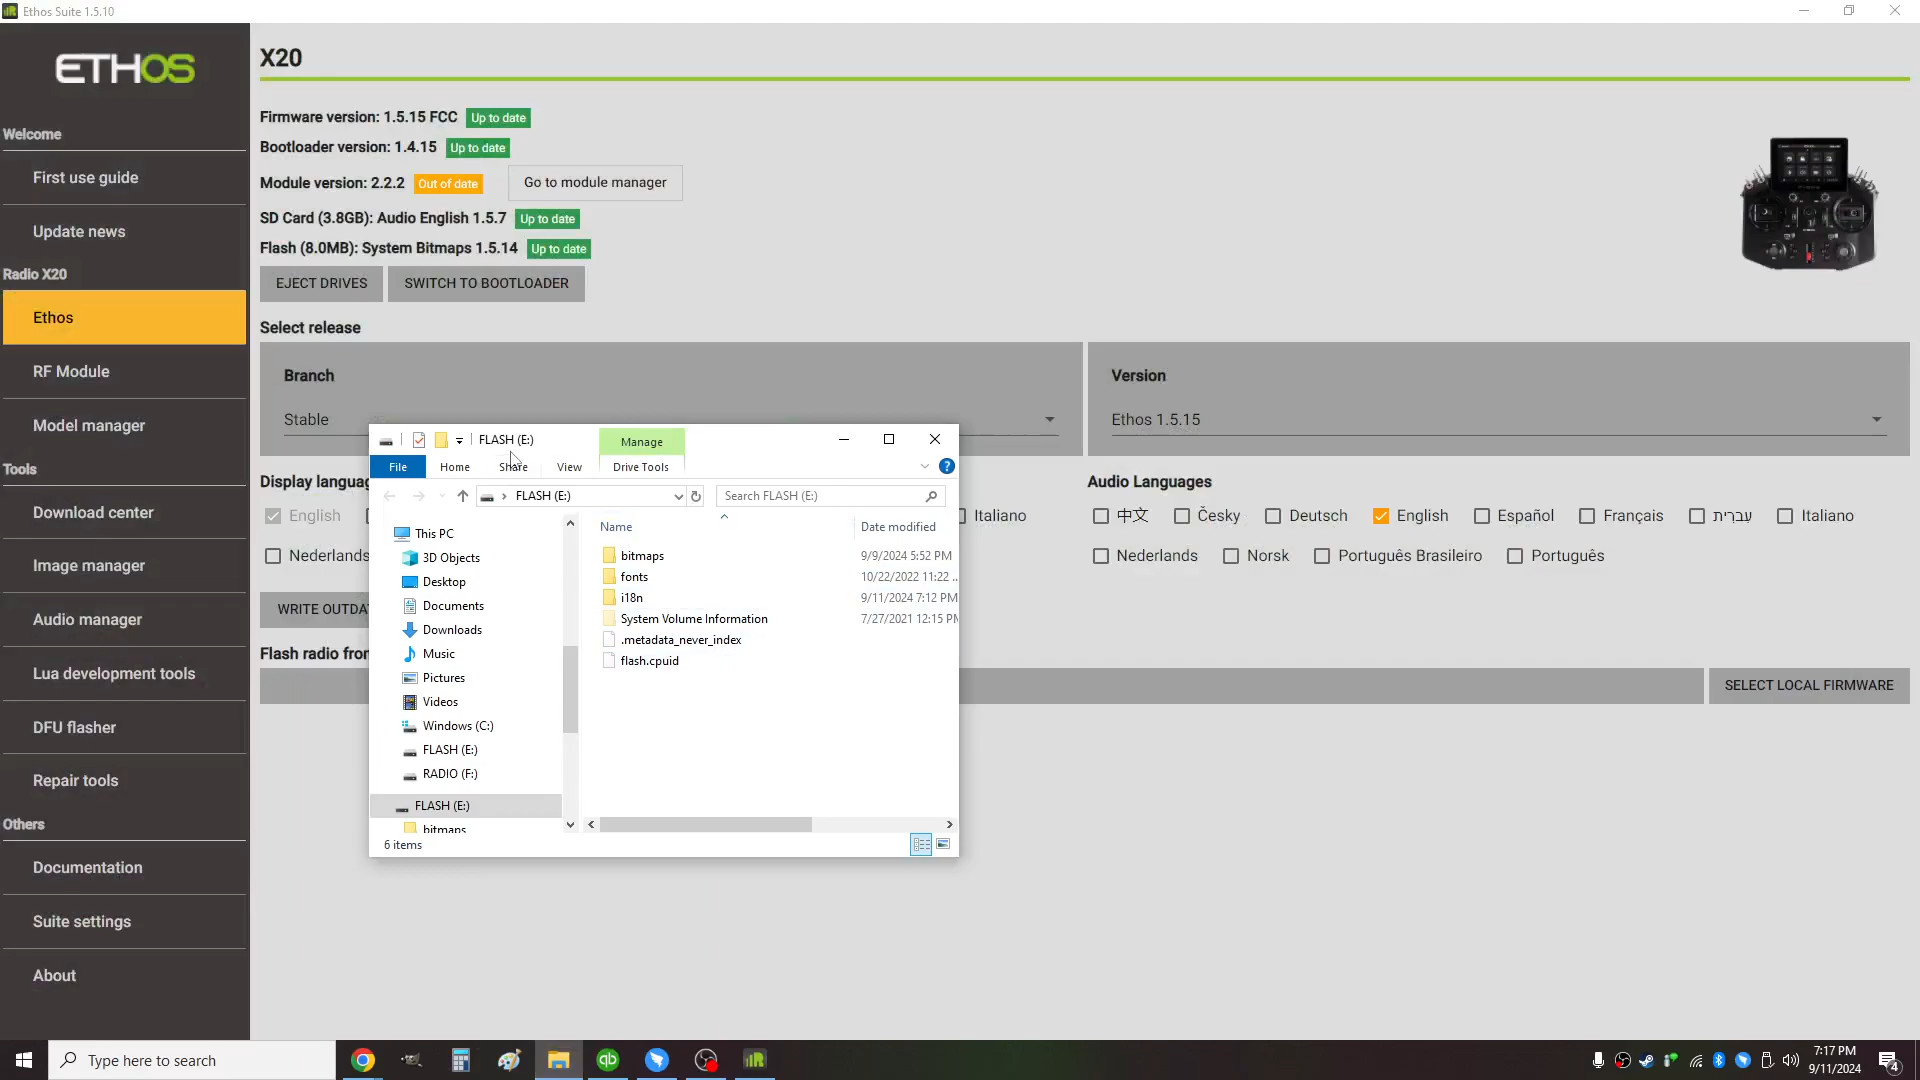 Ethos Suite 1.5.10
ETHOS
Welcome
First use guide
Update news
Radio X20
Ethos
RF Module
Model manager
Tools
Download center
Image manager
Audio manager
Lua development tools
DFU flasher
Repair tools
Others
Documentation
Suite settings
About
X20
Firmware version: 1.5.15 FCC Up to date
Bootloader version: 1.4.15 Up to date
Module version: 2.2.2 Out of date Go to module manager
SD Card (3.8GB): Audio English 1.5.7 Up to date
Flash (8.0MB): System Bitmaps 1.5.14 Up to date
EJECT DRIVES SWITCH TO BOOTLOADER
Select release
Branch
Stable
Version
Ethos 1.5.15
Display languag
English
Italiano
Nederlands
WRITE OUTDA
Flash radio fror
SELECT LOCAL FIRMWARE
Audio Languages
中文 Česky Deutsch English Español Français עברית Italiano
Nederlands Norsk Português Brasileiro Português
FLASH (E:) Manage
File Home Share View Drive Tools
FLASH (E:) Search FLASH (E:)
This PC
3D Objects
Desktop
Documents
Downloads
Music
Pictures
Videos
Windows (C:)
FLASH (E:)
RADIO (F:)
FLASH (E:)
bitmaps
Name Date modified
bitmaps 9/9/2024 5:52 PM
fonts 10/22/2022 11:22 ..
i18n 9/11/2024 7:12 PM
System Volume Information 7/27/2021 12:15 PM
.metadata_never_index
flash.cpuid
6 items
Type here to search
qb
7:17 PM
9/11/2024
4